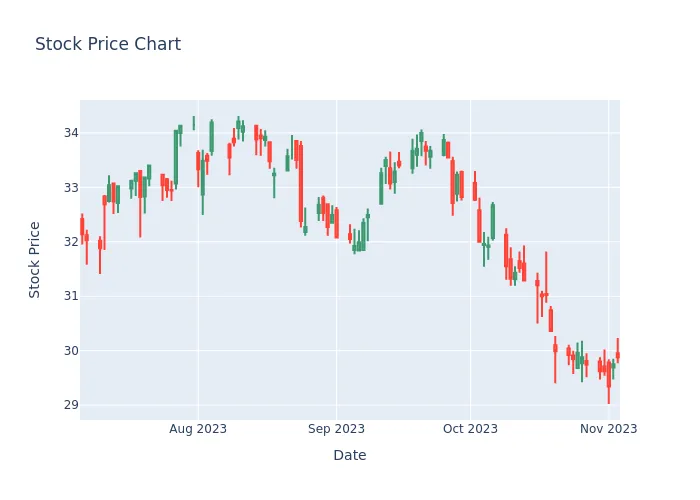 Stock Price Chart
Stock Price
34
33
32
31
30
29
Aug 2023
Sep 2023
Oct 2023
Nov 2023
Date